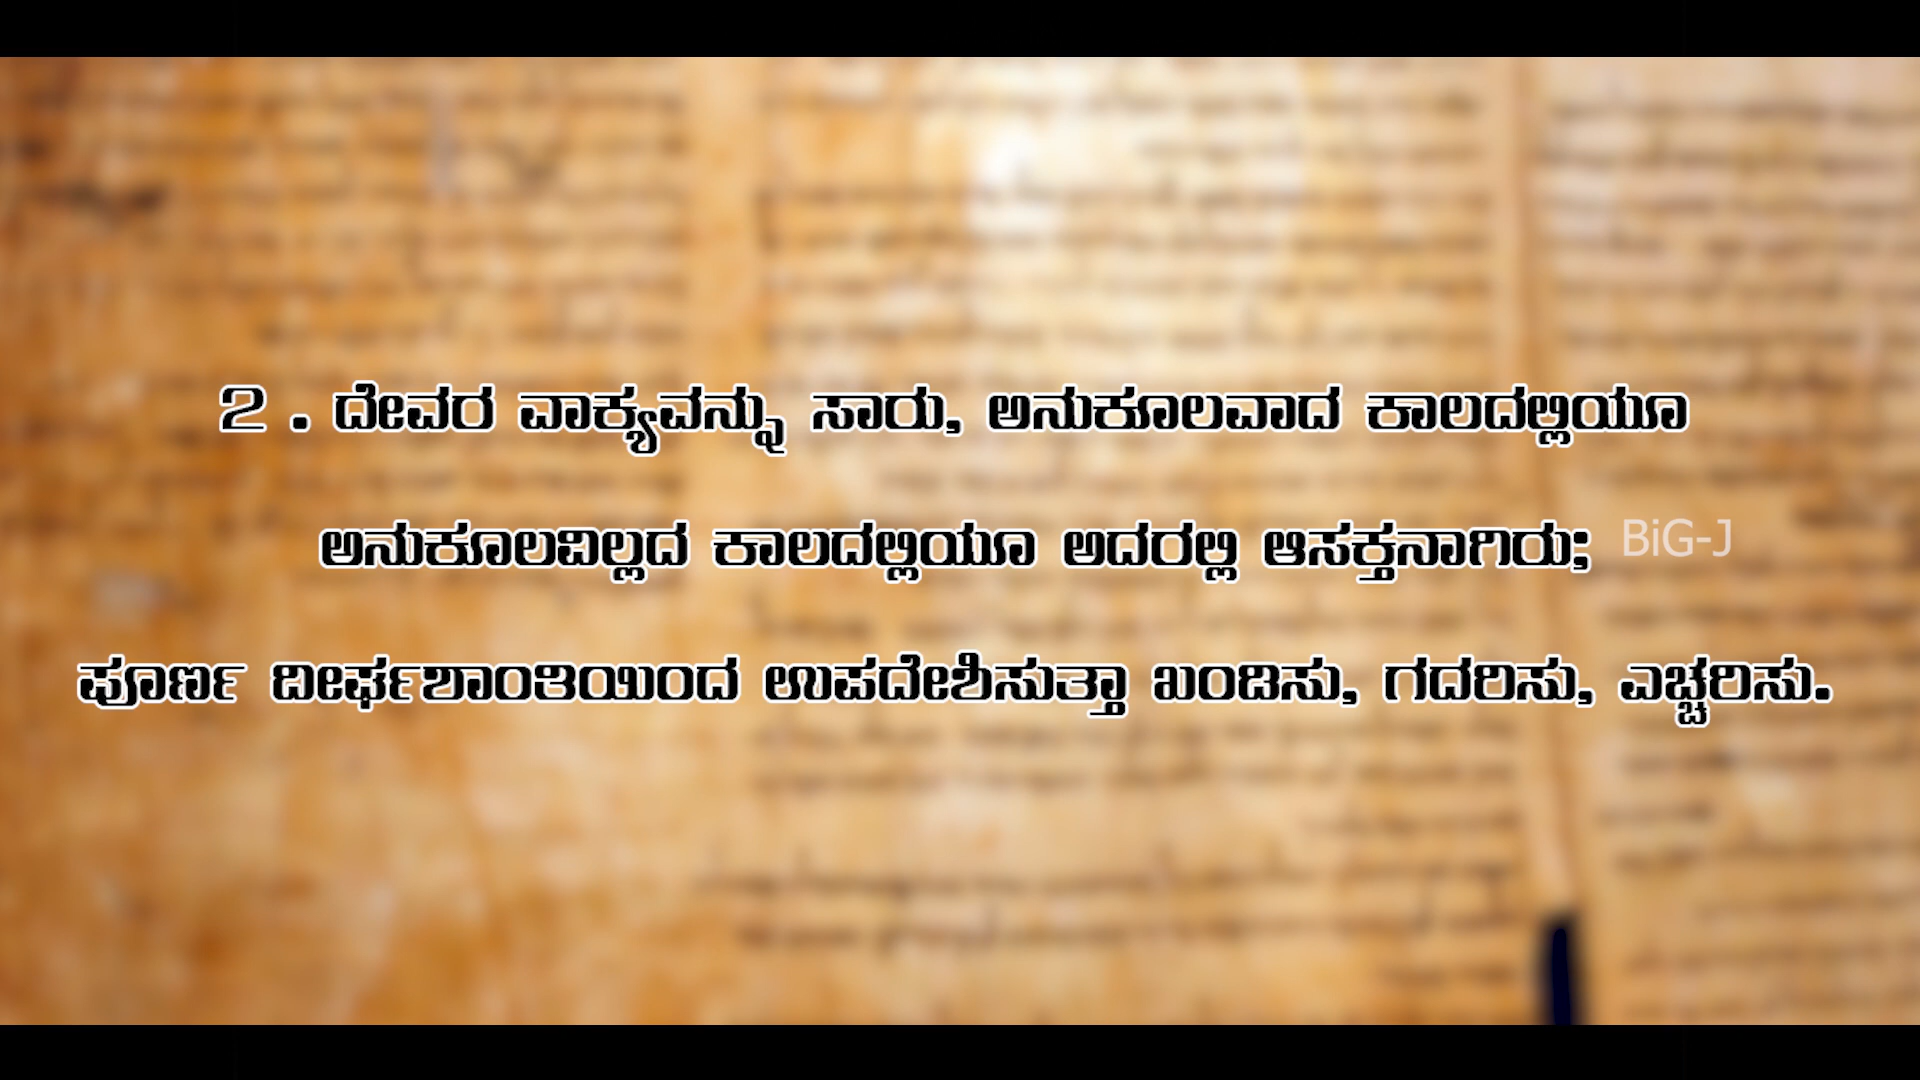 2 . ದೇವರ ವಾಕ್ಯವನ್ನು ಸಾರು, ಅನುಕೂಲವಾದ ಕಾಲದಲ್ಲಿಯೂ
ಅನುಕೂಲವಿಲ್ಲದ ಕಾಲದಲ್ಲಿಯೂ ಅದರಲ್ಲಿ ಆಸಕ್ತನಾಗಿರು;
BiG-J
ಪೂರ್ಣ ದೀರ್ಘಶಾಂತಿಯಿಂದ ಉಪದೇಶಿಸುತ್ತಾ ಖಂಡಿಸು, ಗದರಿಸು, ಎಚ್ಚರಿಸು.